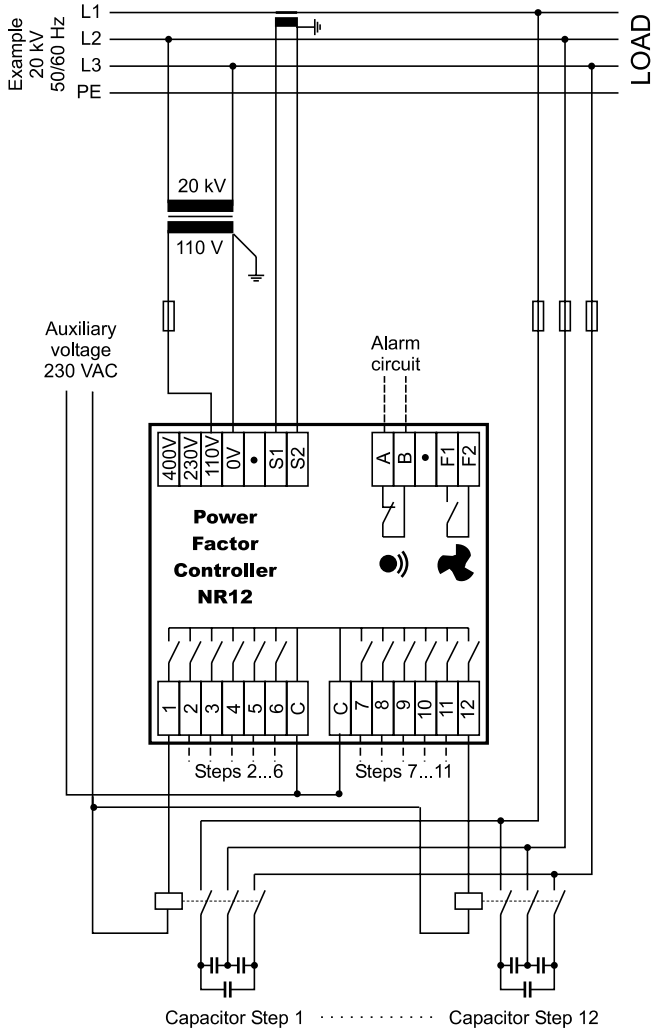 L1
L2
L3
PE
Example
20 kV
50/60 Hz
LOAD
20 kV
110 V
Auxiliary
voltage
230 VAC
Alarm
circuit
400V
230V
110V
0V
•
S1
S2
A
B
•
F1
F2
Power
Factor
Controller
NR12
1
2
3
4
5
6
C
C
7
8
9
10
11
12
Steps 2...6
Steps 7...11
Capacitor Step 1 ············ Capacitor Step 12